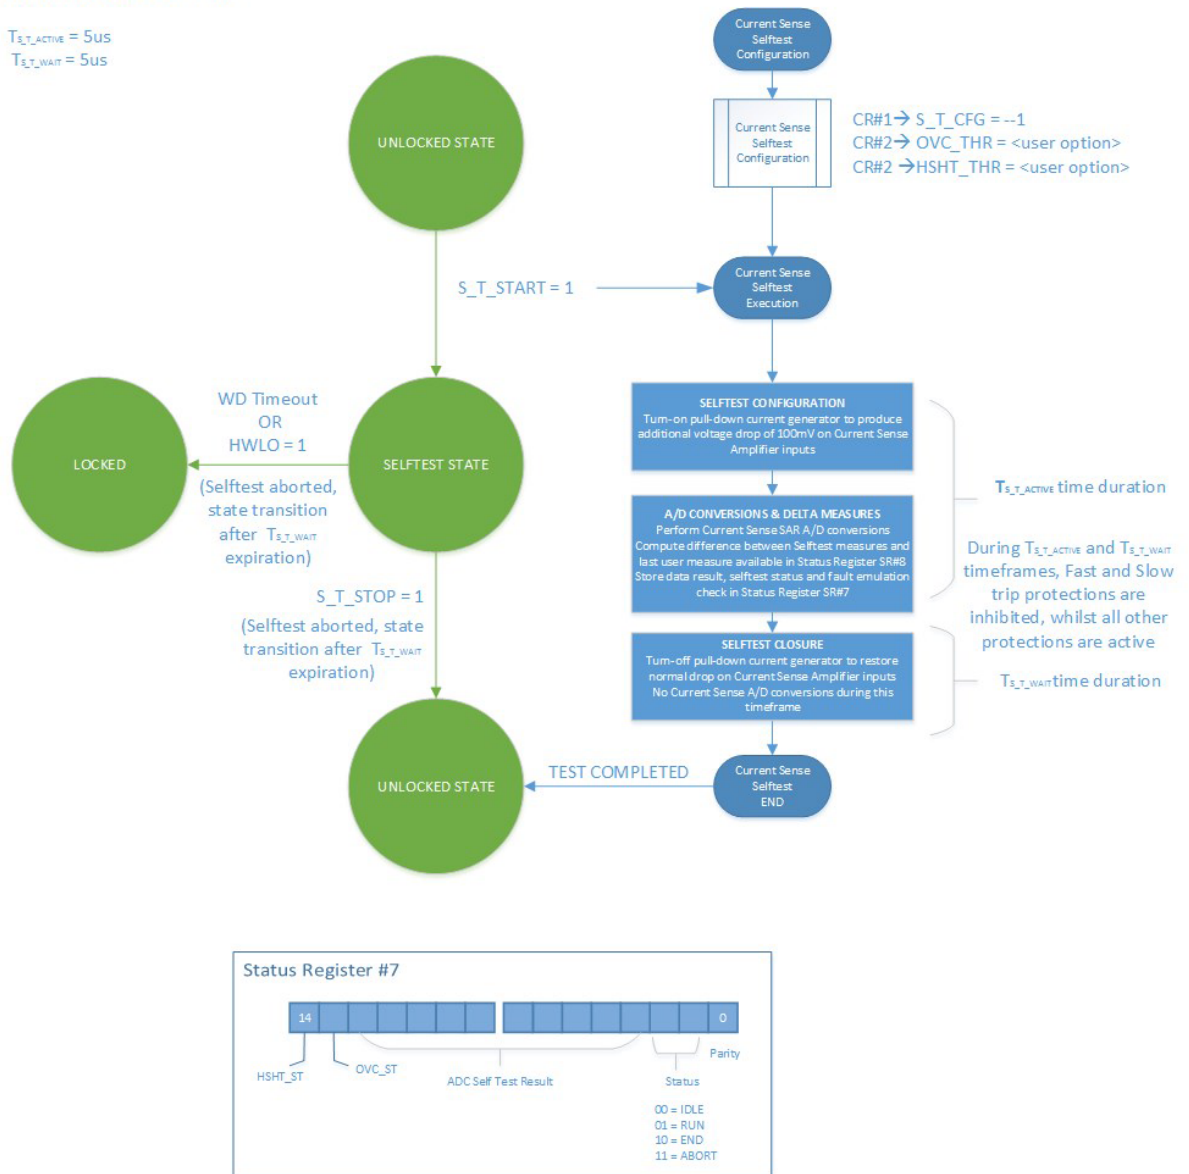 T_S_T_ACTIVE = 5us
T_S_T_WAIT = 5us
Current Sense
Selftest
Configuration
UNLOCKED STATE
Current Sense
Selftest
Configuration
CR#1→ S_T_CFG = --1
CR#2→ OVC_THR = <user option>
CR#2 →HSHT_THR = <user option>
S_T_START = 1
Current Sense
Selftest
Execution
WD Timeout
OR
HWLO = 1
LOCKED
SELFTEST STATE
(Selftest aborted,
state transition
after T_S_T_WAIT
expiration)
S_T_STOP = 1
(Selftest aborted, state
transition after T_S_T_WAIT
expiration)
SELFTEST CONFIGURATION
Turn-on pull-down current generator to produce
additional voltage drop of 100mV on Current Sense
Amplifier inputs
A/D CONVERSIONS & DELTA MEASURES
Perform Current Sense SAR A/D conversions
Compute difference between Selftest measures and
last user measure available in Status Register SR#8
Store data result, selftest status and fault emulation
check in Status Register SR#7
SELFTEST CLOSURE
Turn-off pull-down current generator to restore
normal drop on Current Sense Amplifier inputs
No Current Sense A/D conversions during this
timeframe
T_S_T_ACTIVE time duration
During T_S_T_ACTIVE and T_S_T_WAIT
timeframes, Fast and Slow
trip protections are
inhibited, whilst all other
protections are active
T_S_T_WAIT time duration
UNLOCKED STATE
TEST COMPLETED
Current Sense
Selftest
END
Status Register #7
14
0
HSHT_ST
OVC_ST
ADC Self Test Result
Status
Parity
00 = IDLE
01 = RUN
10 = END
11 = ABORT